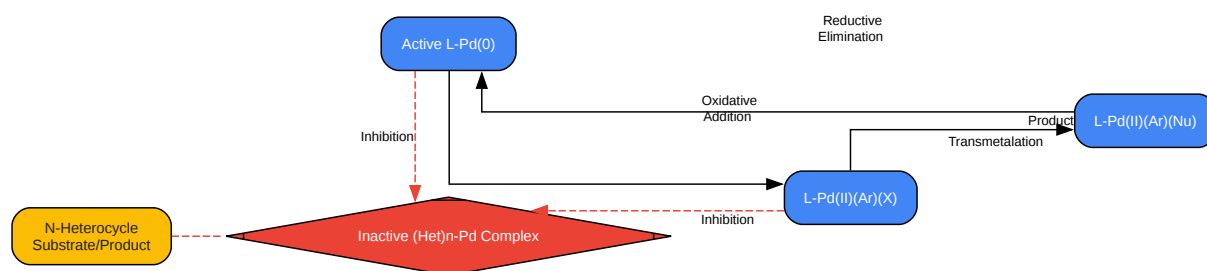 Reductive
Elimination
Active L-Pd(0)
Oxidative
Addition
Product
L-Pd(II)(Ar)(Nu)
Inhibition
Transmetalation
L-Pd(II)(Ar)(X)
Inhibition
N-Heterocycle
Substrate/Product
Inactive (Het)n-Pd Complex